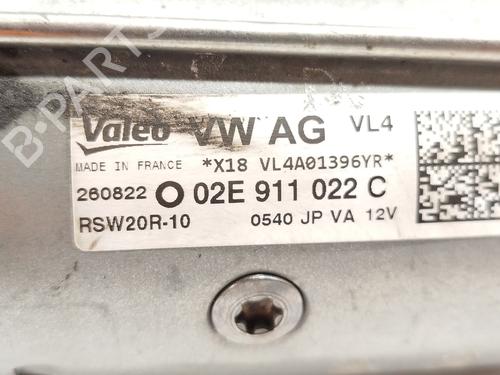 Valeo VW AG VL4
MADE IN FRANCE *X18 VL4A01396YR*
260822 O 02E 911 022 C
RSW20R-10 0540 JP VA 12V
B-PARTS